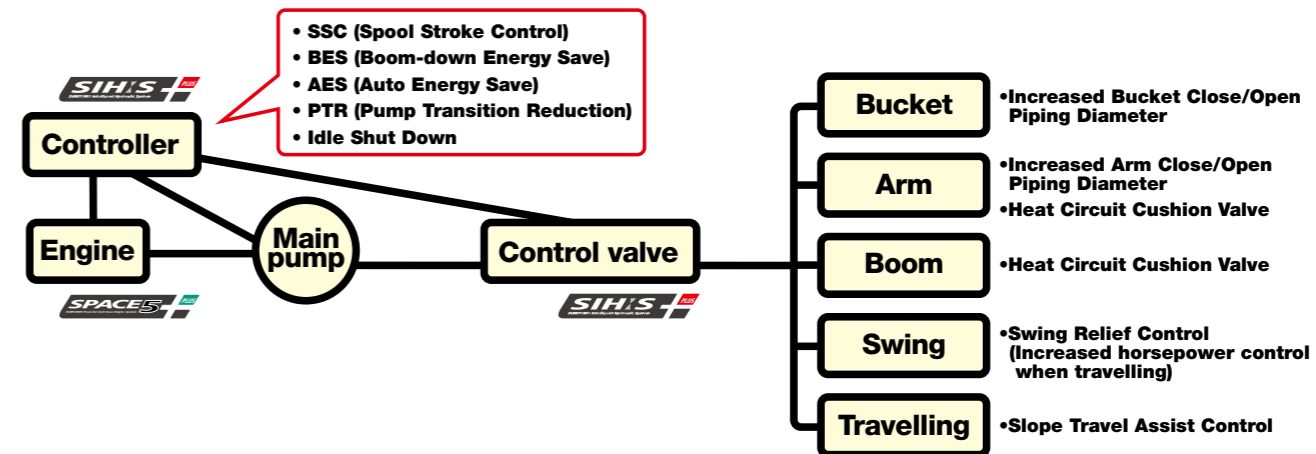 • SSC (Spool Stroke Control)
• BES (Boom-down Energy Save)
• AES (Auto Energy Save)
• PTR (Pump Transition Reduction)
• Idle Shut Down
SIH:S PLUS
Controller
Engine
Main
pump
SPACE5 PLUS
Control valve
SIH:S PLUS
Bucket
•Increased Bucket Close/Open
Piping Diameter
Arm
•Increased Arm Close/Open
Piping Diameter
•Heat Circuit Cushion Valve
Boom
•Heat Circuit Cushion Valve
Swing
•Swing Relief Control
(Increased horsepower control
when travelling)
Travelling
•Slope Travel Assist Control